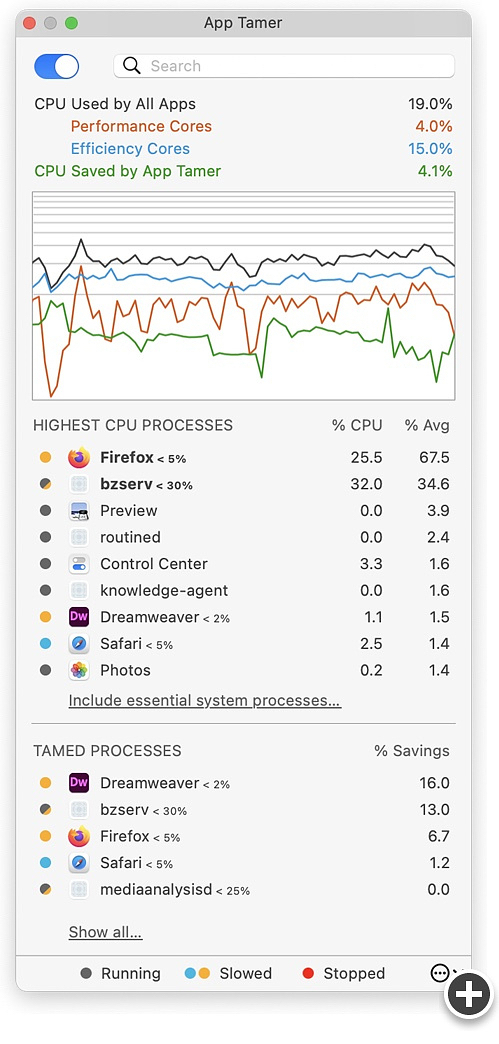 App Tamer
Search
CPU Used by All Apps 19.0%
Performance Cores 4.0%
Efficiency Cores 15.0%
CPU Saved by App Tamer 4.1%
HIGHEST CPU PROCESSES % CPU % Avg
Firefox < 5% 25.5 67.5
bzserv < 30% 32.0 34.6
Preview 0.0 3.9
routined 0.0 2.4
Control Center 3.3 1.6
knowledge-agent 0.0 1.6
Dw Dreamweaver < 2% 1.1 1.5
Safari < 5% 2.5 1.4
Photos 0.2 1.4
Include essential system processes...
TAMED PROCESSES % Savings
Dw Dreamweaver < 2% 16.0
bzserv < 30% 13.0
Firefox < 5% 6.7
Safari < 5% 1.2
mediaanalysisd < 25% 0.0
Show all...
Running Slowed Stopped